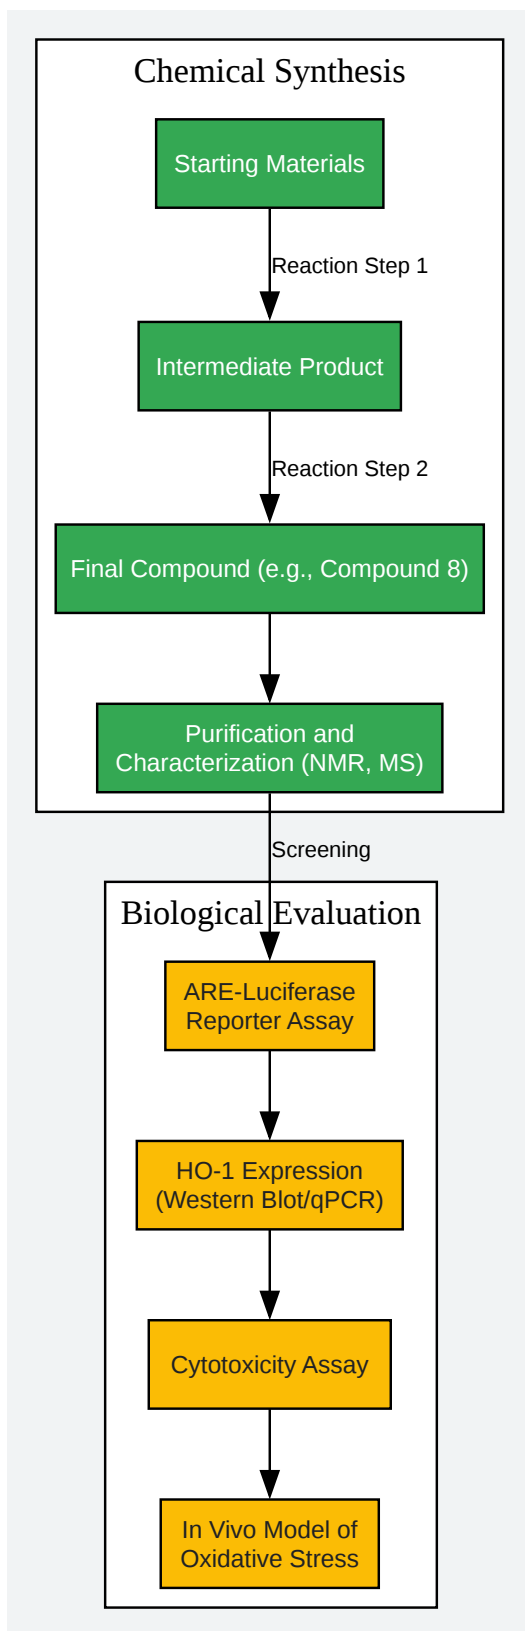 Chemical Synthesis
Starting Materials
Reaction Step 1
Intermediate Product
Reaction Step 2
Final Compound (e.g., Compound 8)
Purification and
Characterization (NMR, MS)
Screening
Biological Evaluation
ARE-Luciferase
Reporter Assay
HO-1 Expression
(Western Blot/qPCR)
Cytotoxicity Assay
In Vivo Model of
Oxidative Stress